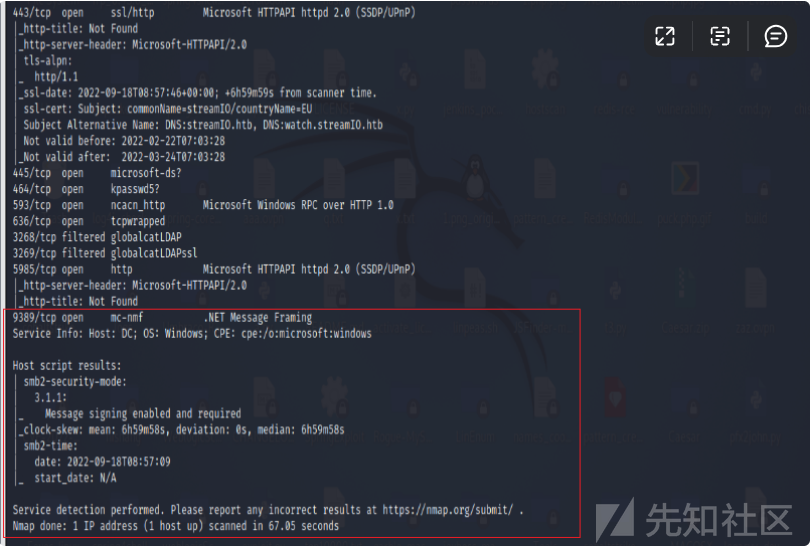 443/tcp open ssl/http Microsoft HTTPAPI httpd 2.0 (SSDP/UPnP)
|_http-title: Not Found
|_http-server-header: Microsoft-HTTPAPI/2.0
| tls-alpn:
|_ http/1.1
|_ssl-date: 2022-09-18T08:57:46+00:00; +6h59m59s from scanner time.
| ssl-cert: Subject: commonName=streamIO/countryName=EU
| Subject Alternative Name: DNS:streamIO.htb, DNS:watch.streamIO.htb
| Not valid before: 2022-02-22T07:03:28
|_Not valid after: 2022-03-24T07:03:28
445/tcp open microsoft-ds?
464/tcp open kpasswd5?
593/tcp open ncacn_http Microsoft Windows RPC over HTTP 1.0
636/tcp open tcpwrapped
3268/tcp filtered globalcatLDAP
3269/tcp filtered globalcatLDAPssl
5985/tcp open http Microsoft HTTPAPI httpd 2.0 (SSDP/UPnP)
|_http-server-header: Microsoft-HTTPAPI/2.0
|_http-title: Not Found
9389/tcp open mc-nmf .NET Message Framing
Service Info: Host: DC; OS: Windows; CPE: cpe:/o:microsoft:windows
Host script results:
| smb2-security-mode:
| 3.1.1:
|_ Message signing enabled and required
|_clock-skew: mean: 6h59m58s, deviation: 0s, median: 6h59m58s
| smb2-time:
| date: 2022-09-18T08:57:09
|_ start_date: N/A
Service detection performed. Please report any incorrect results at https://nmap.org/submit/ .
Nmap done: 1 IP address (1 host up) scanned in 67.05 seconds
先知社区